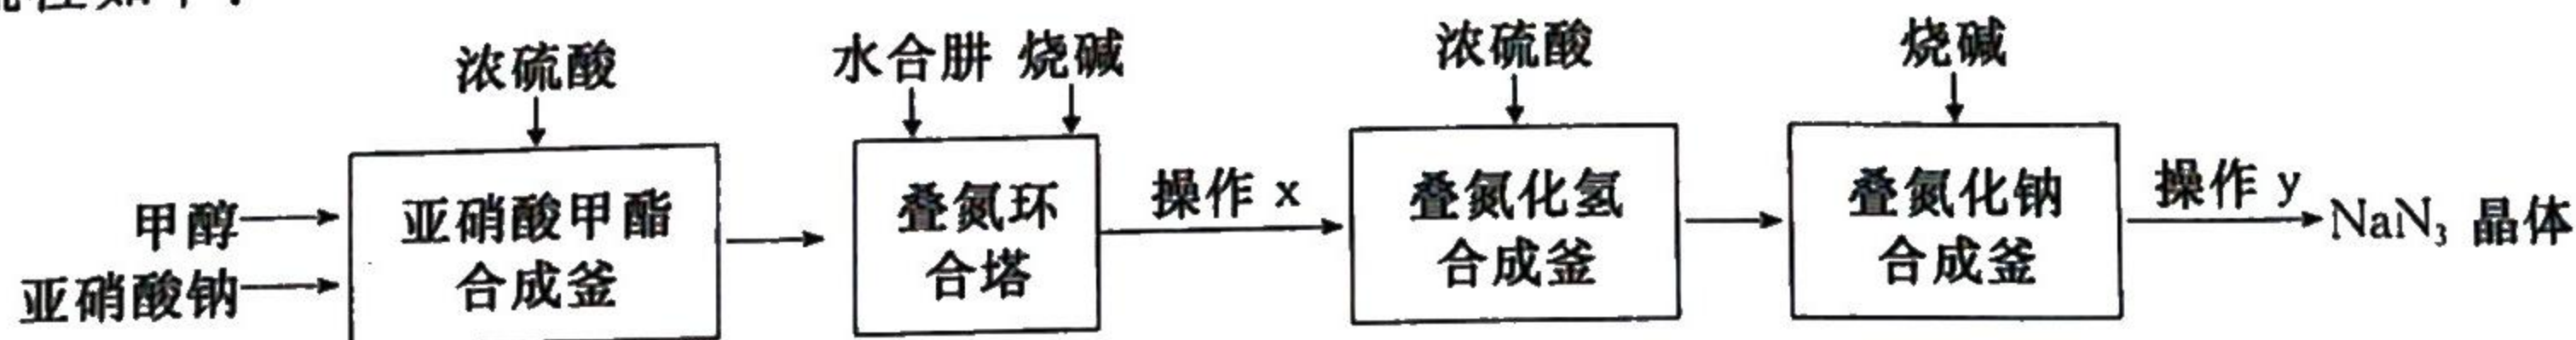 浓硫酸
水合肼 烧碱
浓硫酸
烧碱
甲醇
亚硝酸钠
亚硝酸甲酯
合成釜
叠氮环
合塔
操作 x
叠氮化氢
合成釜
叠氮化钠
合成釜
操作 y
NaN₃ 晶体